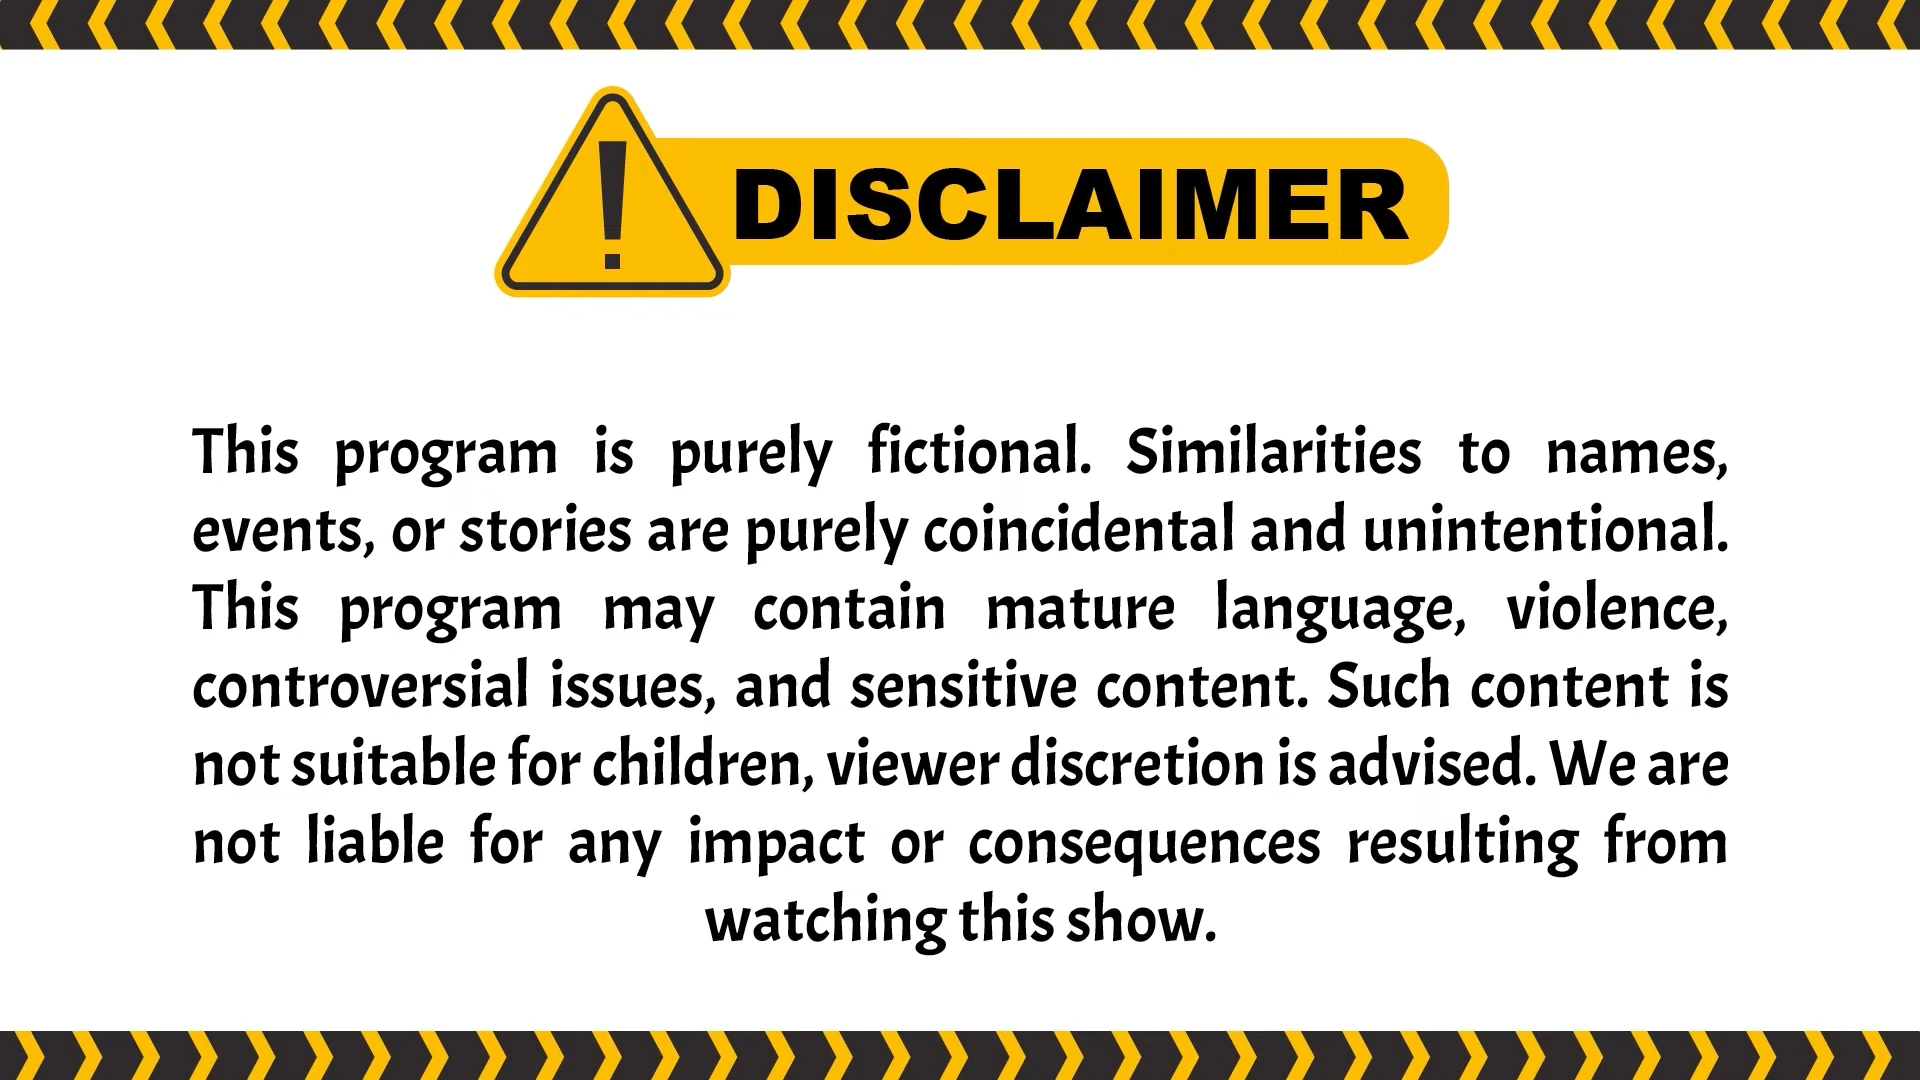 DISCLAIMER
This program is purely fictional. Similarities to names,
events, or stories are purely coincidental and unintentional.
This program may contain mature language, violence,
controversial issues, and sensitive content. Such content is
not suitable for children, viewer discretion is advised. We are
not liable for any impact or consequences resulting from
watching this show.